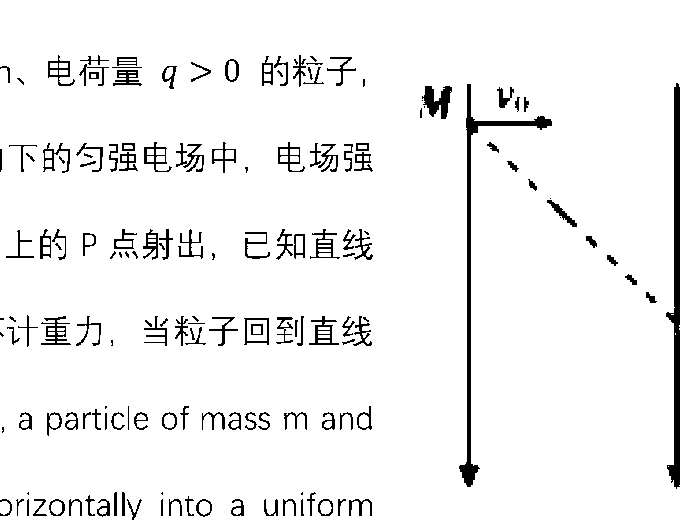 、电荷量 q > 0 的粒子,
下的匀强电场中,电场强
上的 P 点射出,已知直线
计重力,当粒子回到直线
, a particle of mass m and
orizontally into a uniform
M
v₀